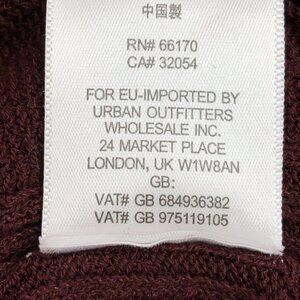 中国製
RN# 66170
CA# 32054
FOR EU-IMPORTED BY
URBAN OUTFITTERS
WHOLESALE INC.
24 MARKET PLACE
LONDON, UK W1W8AN
GB:
VAT# GB 684936382
VAT# GB 975119105